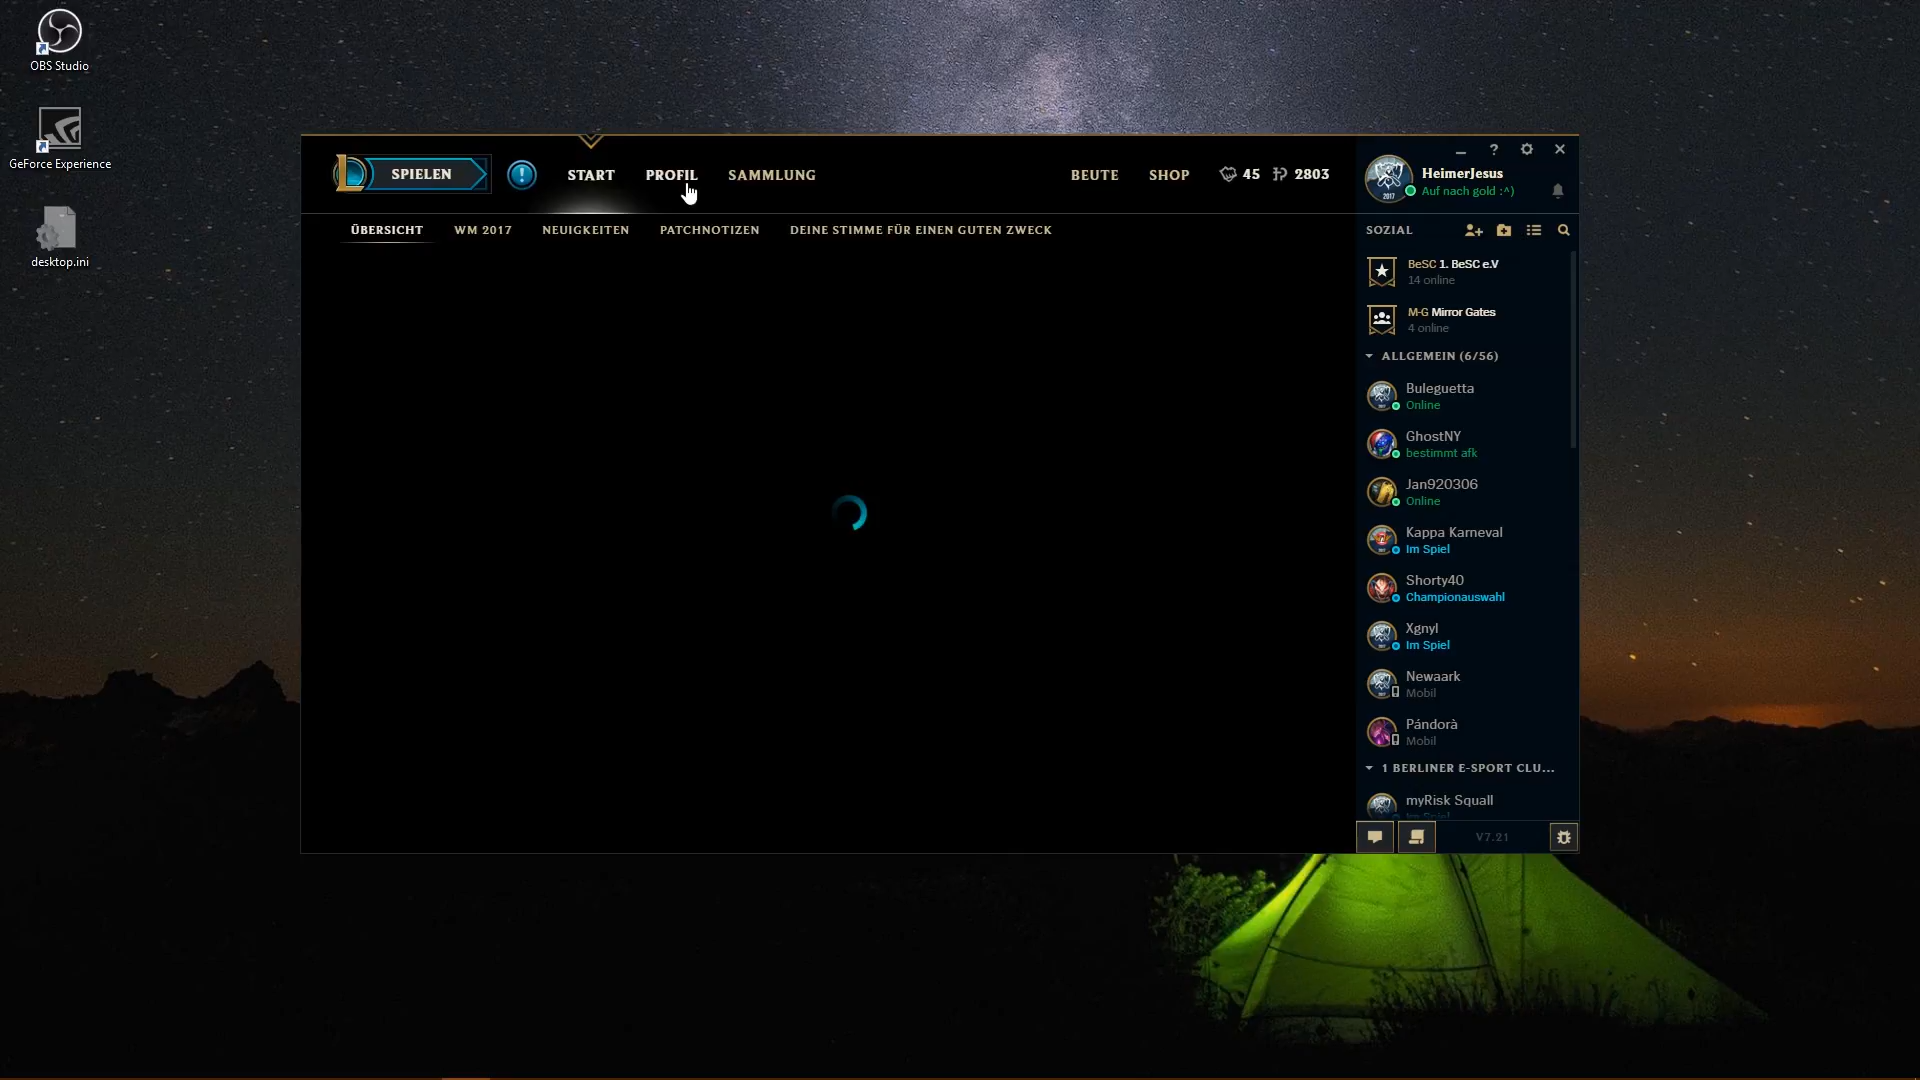 OBS Studio
GeForce Experience
desktop.ini
SPIELEN
START
PROFIL
SAMMLUNG
BEUTE
SHOP
45
2803
HeimerJesus
Auf nach gold :^)
2017
ÜBERSICHT
WM 2017
NEUIGKEITEN
PATCHNOTIZEN
DEINE STIMME FÜR EINEN GUTEN ZWECK
SOZIAL
BeSC 1. BeSC e.V
14 online
M-G Mirror Gates
4 online
ALLGEMEIN (6/56)
Buleguetta
Online
GhostNY
bestimmt afk
Jan920306
Online
Kappa Karneval
Im Spiel
Shorty40
Championauswahl
Xgnyl
Im Spiel
Newaark
Mobil
Pándorà
Mobil
1 BERLINER E-SPORT CLU...
myRisk Squall
Im Spiel
V7.21